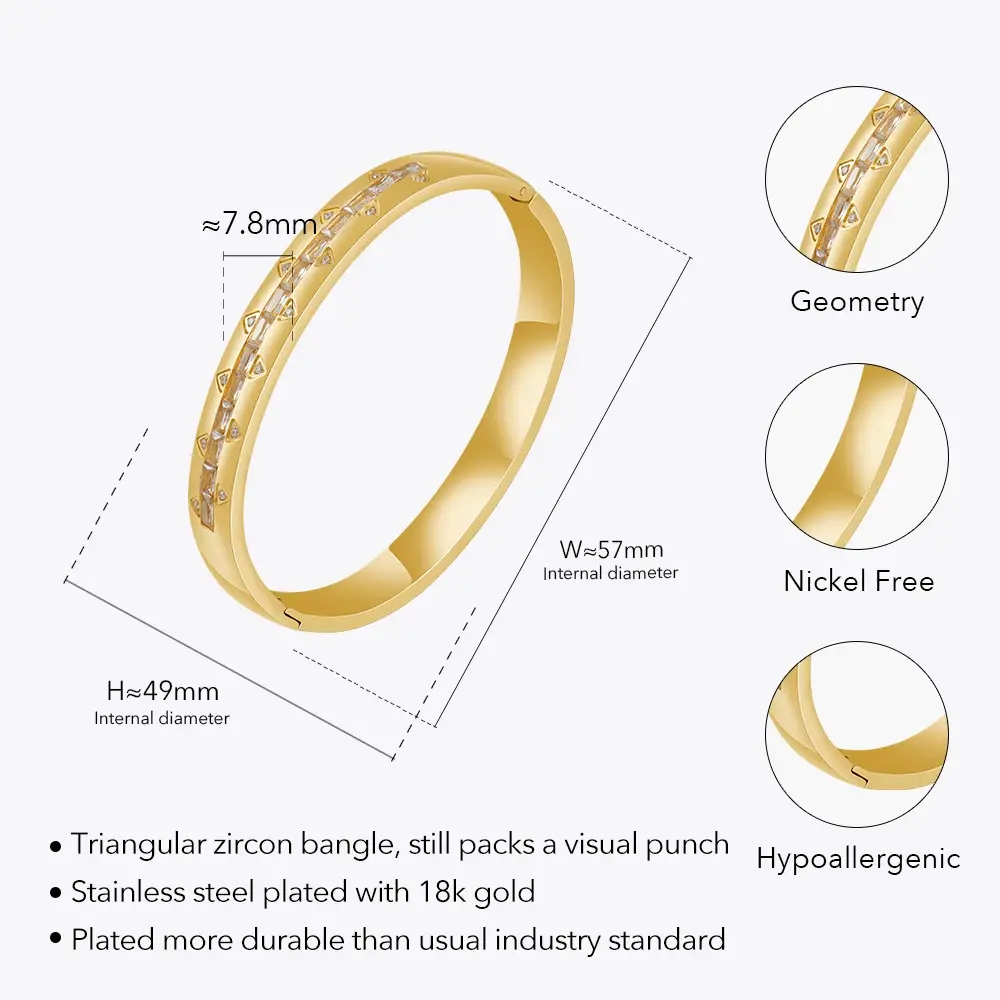 ≈7.8mm
W≈57mm
Internal diameter
H≈49mm
Internal diameter
Geometry
Nickel Free
Hypoallergenic
• Triangular zircon bangle, still packs a visual punch
• Stainless steel plated with 18k gold
• Plated more durable than usual industry standard